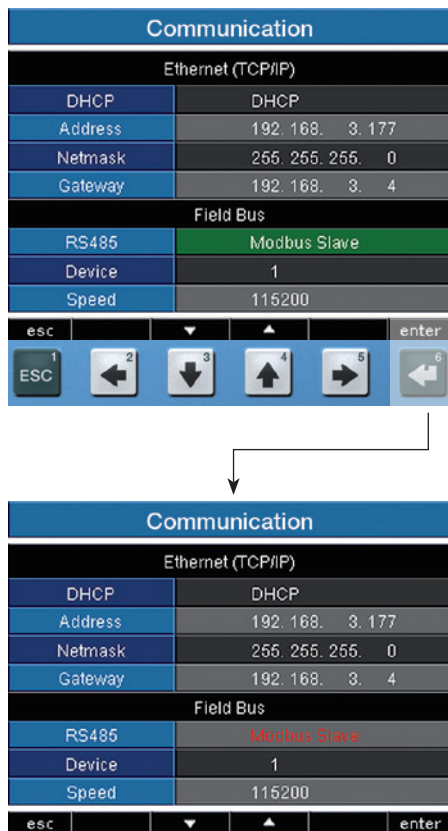 Communication
Ethernet (TCP/IP)
DHCP DHCP
Address 192. 168. 3. 177
Netmask 255. 255. 255. 0
Gateway 192. 168. 3. 4
Field Bus
RS485 Modbus Slave
Device 1
Speed 115200
esc enter
ESC 1 2 3 4 5 6
Communication
Ethernet (TCP/IP)
DHCP DHCP
Address 192. 168. 3. 177
Netmask 255. 255. 255. 0
Gateway 192. 168. 3. 4
Field Bus
RS485 Modbus Slave
Device 1
Speed 115200
esc enter